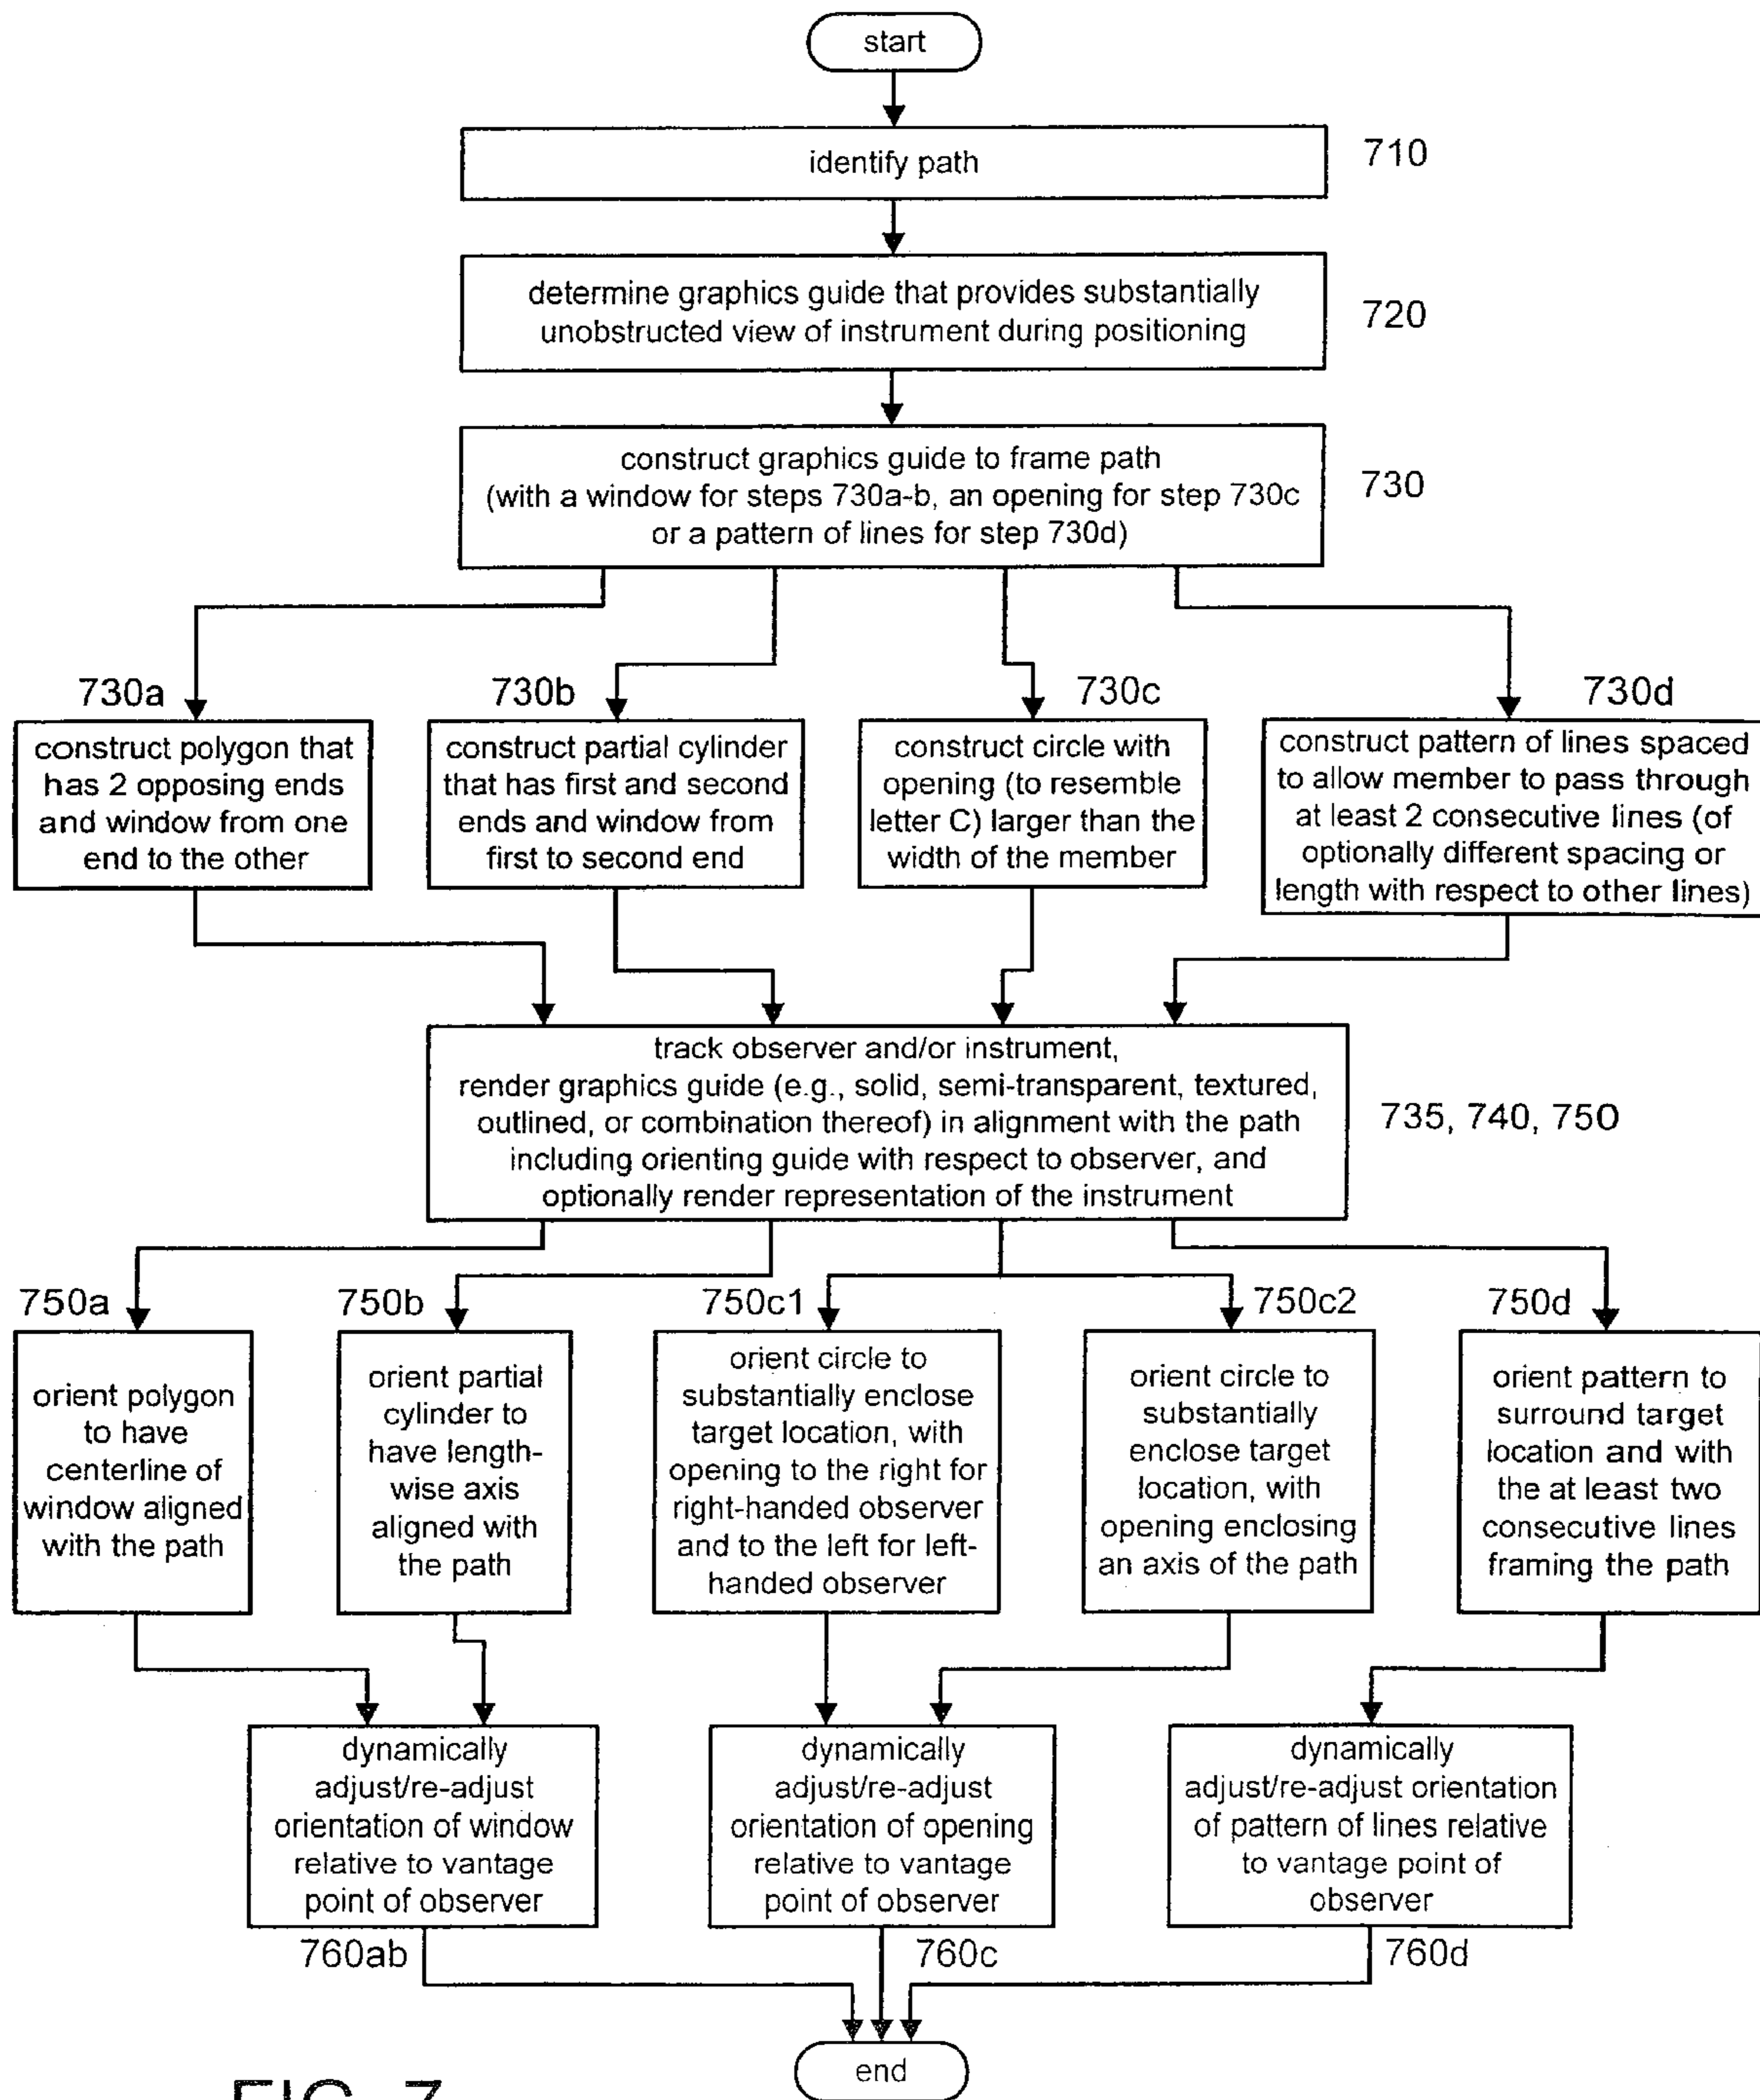 start
identify path
710
determine graphics guide that provides substantially
unobstructed view of instrument during positioning
720
construct graphics guide to frame path
(with a window for steps 730a-b, an opening for step 730c
or a pattern of lines for step 730d)
730
730a
construct polygon that
has 2 opposing ends
and window from one
end to the other
730b
construct partial cylinder
that has first and second
ends and window from
first to second end
730c
construct circle with
opening (to resemble
letter C) larger than the
width of the member
730d
construct pattern of lines spaced
to allow member to pass through
at least 2 consecutive lines (of
optionally different spacing or
length with respect to other lines)
track observer and/or instrument,
render graphics guide (e.g., solid, semi-transparent, textured,
outlined, or combination thereof) in alignment with the path
including orienting guide with respect to observer, and
optionally render representation of the instrument
735, 740, 750
750a
orient polygon
to have
centerline of
window aligned
with the path
750b
orient partial
cylinder to
have length-
wise axis
aligned with
the path
750c1
orient circle to
substantially enclose
target location, with
opening to the right for
right-handed observer
and to the left for left-
handed observer
750c2
orient circle to
substantially
enclose target
location, with
opening enclosing
an axis of the path
750d
orient pattern to
surround target
location and with
the at least two
consecutive lines
framing the path
dynamically
adjust/re-adjust
orientation of window
relative to vantage
point of observer
760ab
dynamically
adjust/re-adjust
orientation of opening
relative to vantage
point of observer
760c
dynamically
adjust/re-adjust orientation
of pattern of lines relative
to vantage point of
observer
760d
end
FIG. 7